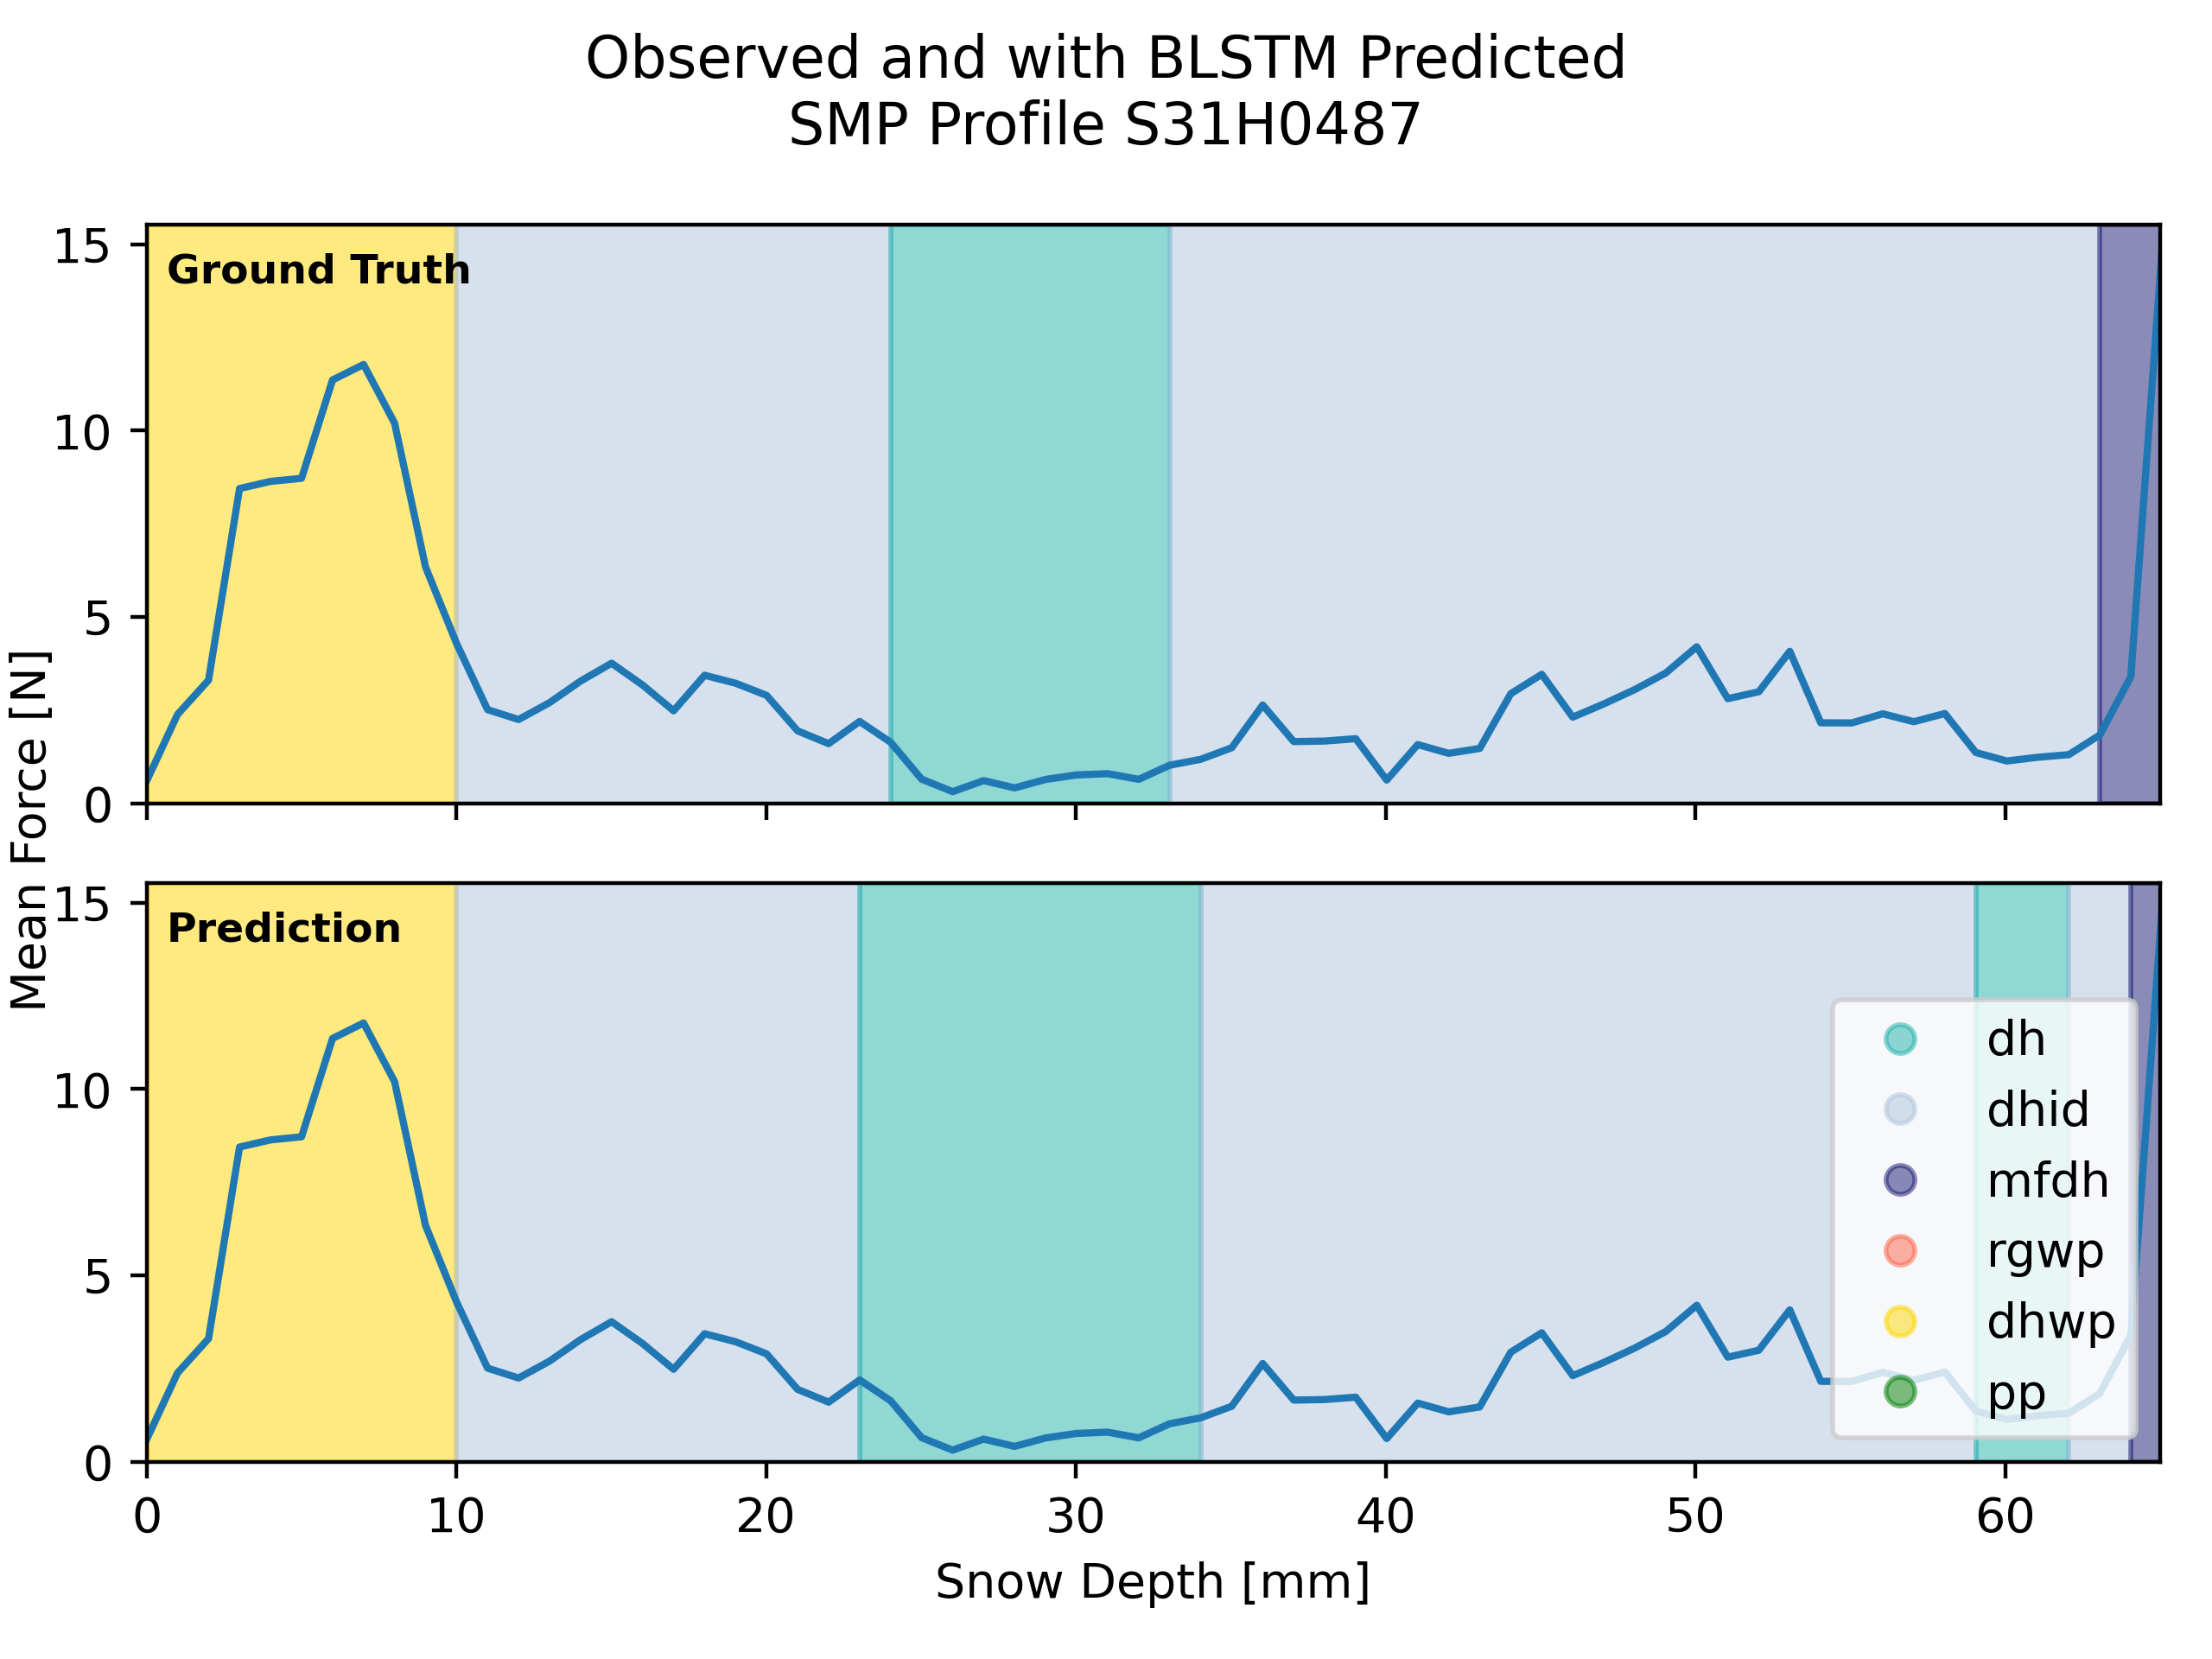 Observed and with BLSTM Predicted
SMP Profile S31H0487
Mean Force [N]
15
10
5
0
Ground Truth
15
10
5
0
Prediction
dh
dhid
mfdh
rgwp
dhwp
pp
0 10 20 30 40 50 60
Snow Depth [mm]